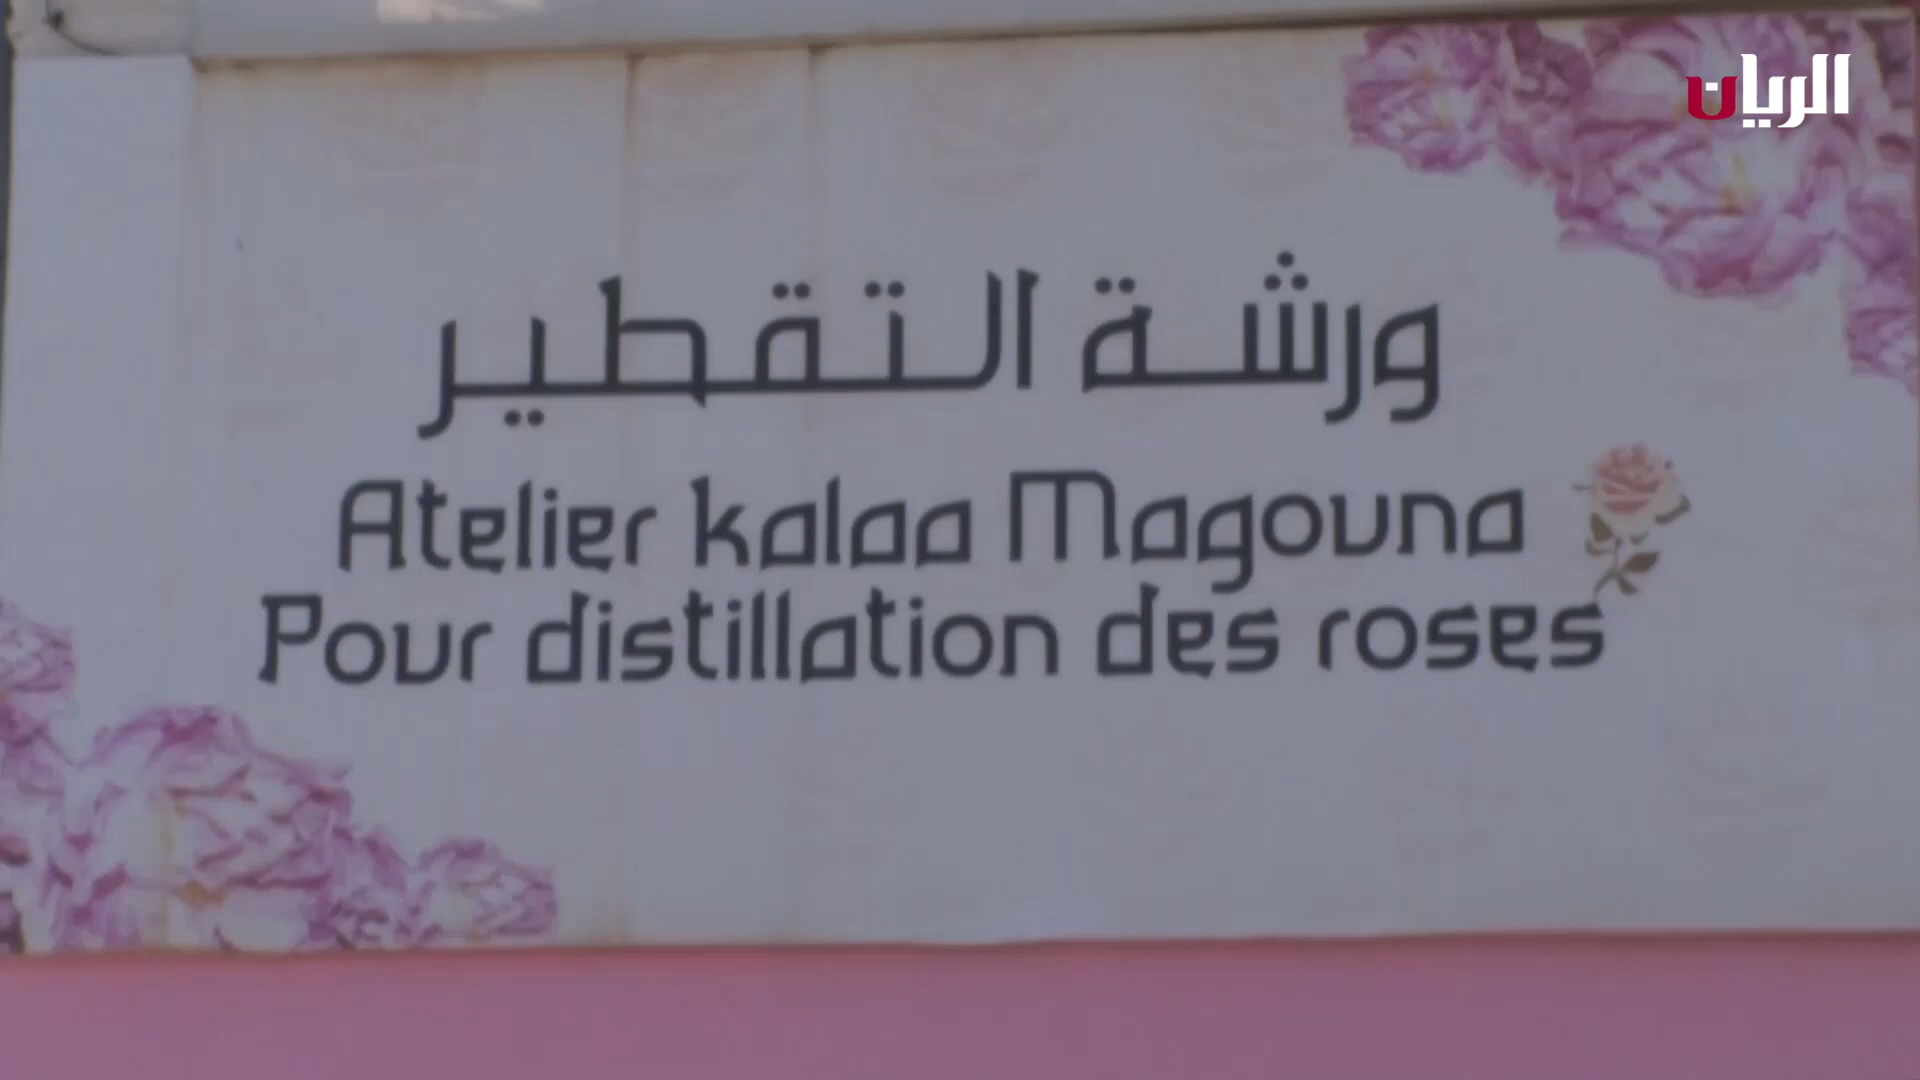 الريان
ورشة التقطير
Atelier kalaa Magouna
Pour distillation des roses